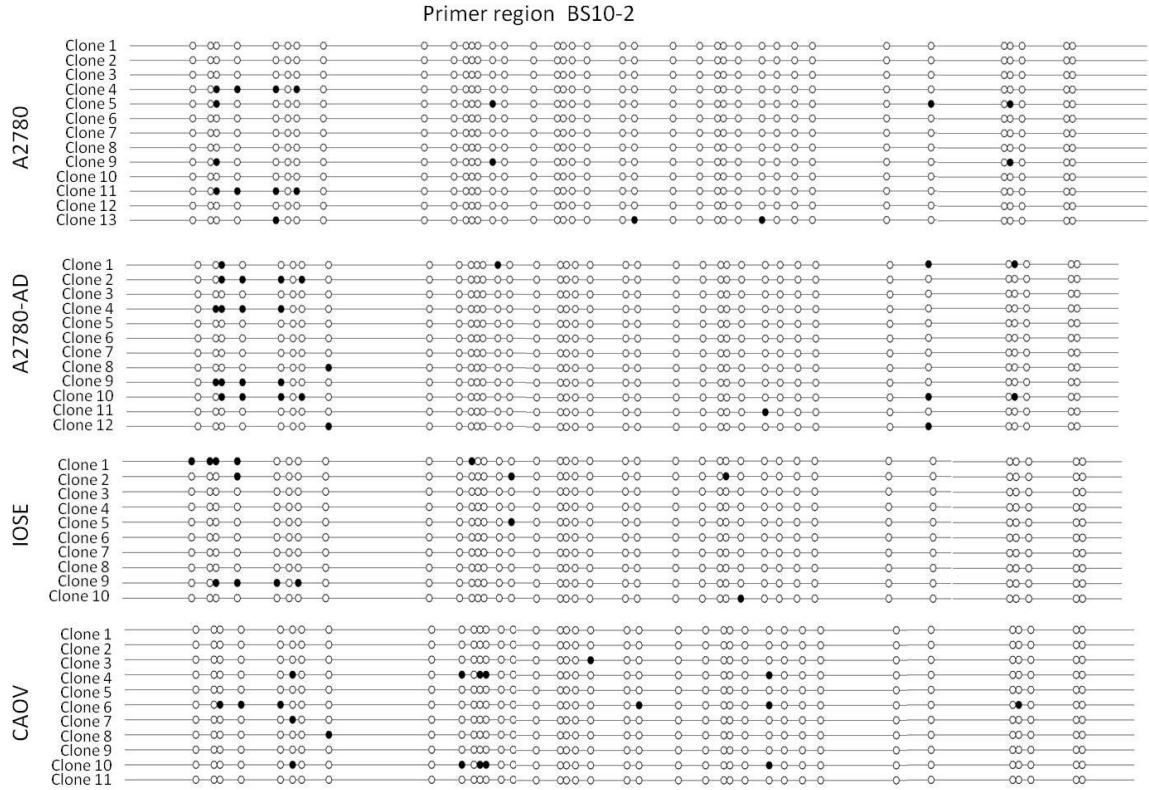 Primer region BS10-2
A2780
Clone 1
Clone 2
Clone 3
Clone 4
Clone 5
Clone 6
Clone 7
Clone 8
Clone 9
Clone 10
Clone 11
Clone 12
Clone 13
A2780-AD
Clone 1
Clone 2
Clone 3
Clone 4
Clone 5
Clone 6
Clone 7
Clone 8
Clone 9
Clone 10
Clone 11
Clone 12
IOSE
Clone 1
Clone 2
Clone 3
Clone 4
Clone 5
Clone 6
Clone 7
Clone 8
Clone 9
Clone 10
CAOV
Clone 1
Clone 2
Clone 3
Clone 4
Clone 5
Clone 6
Clone 7
Clone 8
Clone 9
Clone 10
Clone 11